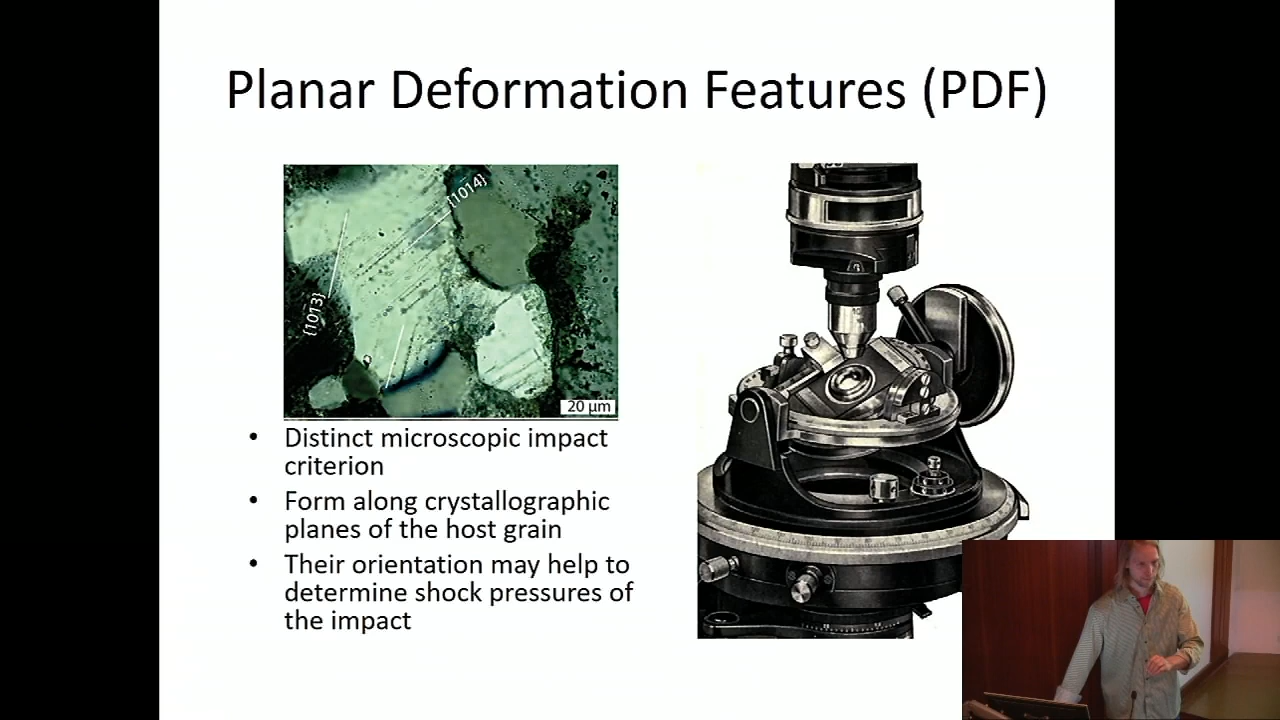 Planar Deformation Features (PDF)
{1014}
{1013}
20 µm
• Distinct microscopic impact
criterion
• Form along crystallographic
planes of the host grain
• Their orientation may help to
determine shock pressures of
the impact